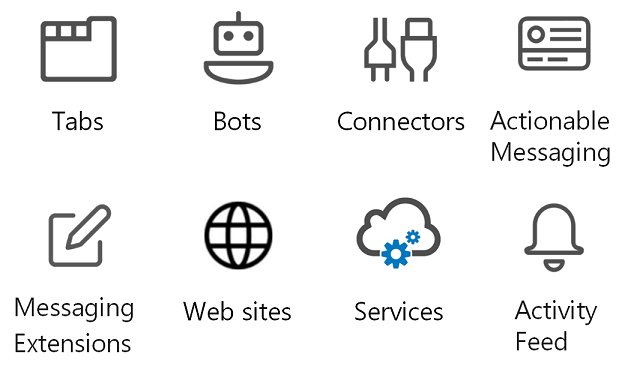 Tabs
Bots
Connectors
Actionable
Messaging
Messaging
Extensions
Web sites
Services
Activity
Feed